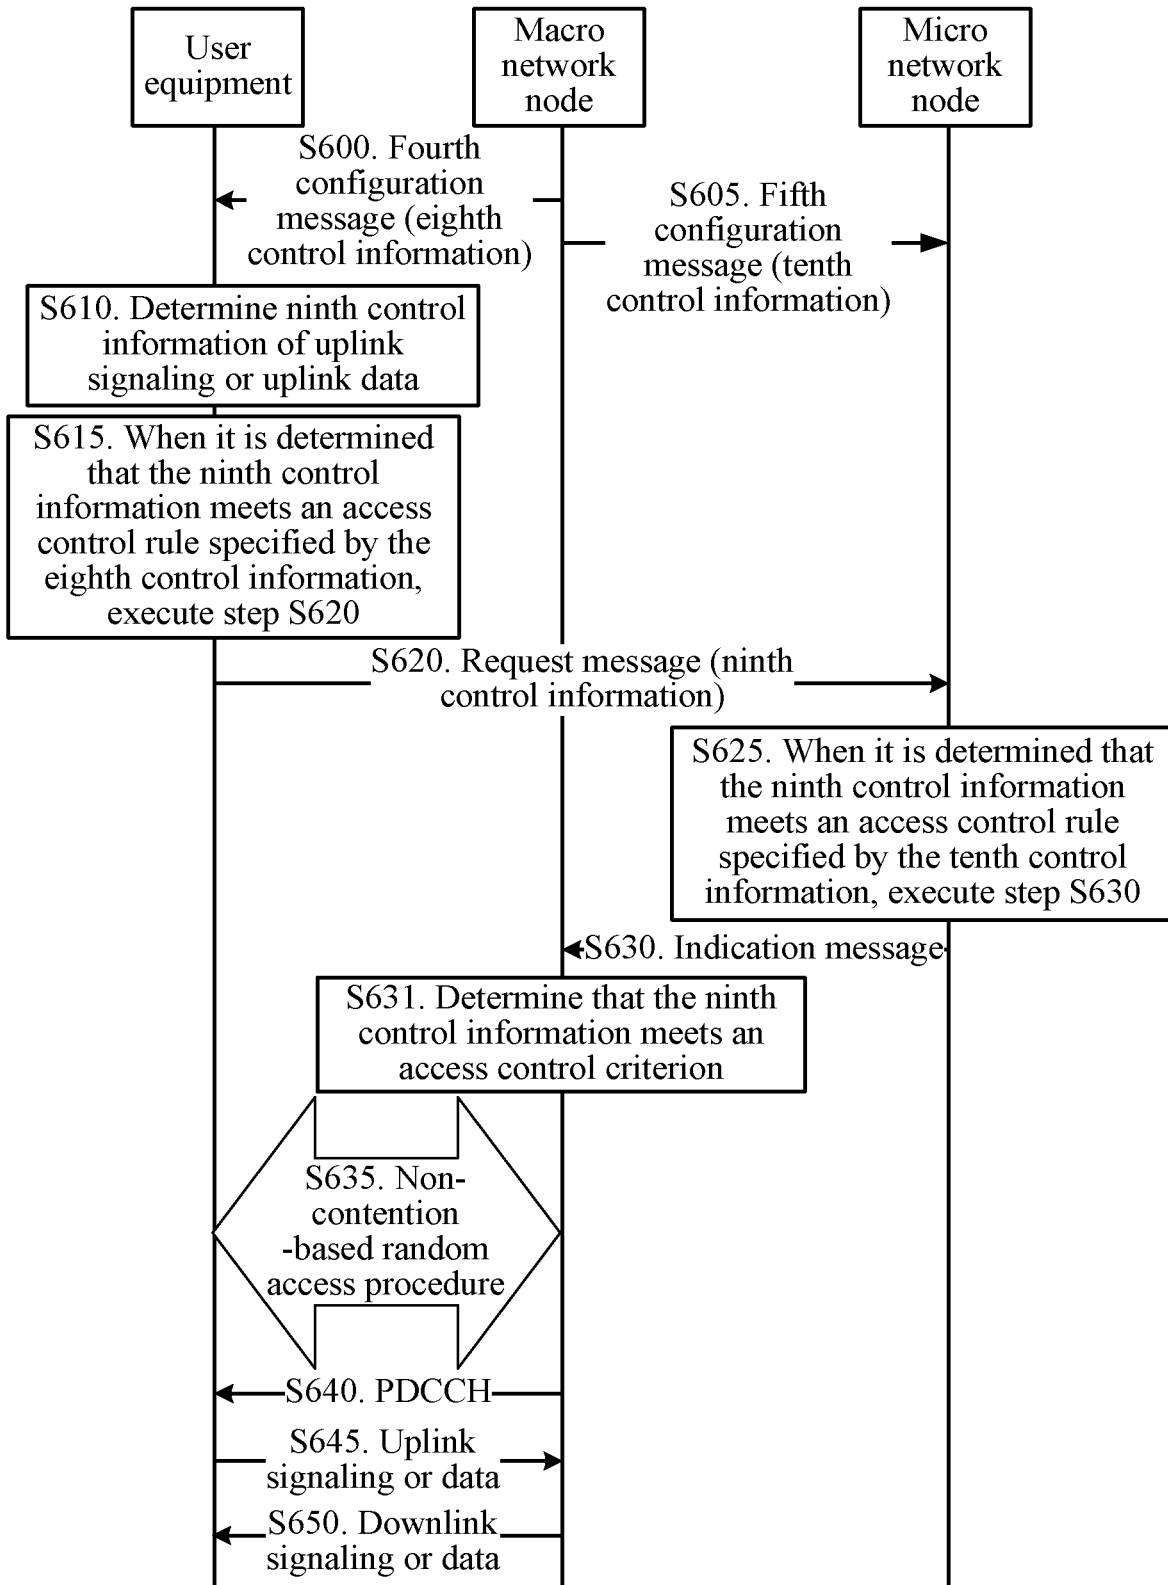 User
equipment
Macro
network
node
Micro
network
node
S600. Fourth
configuration
message (eighth
control information)
S605. Fifth
configuration
message (tenth
control information)
S610. Determine ninth control
information of uplink
signaling or uplink data
S615. When it is determined
that the ninth control
information meets an access
control rule specified by the
eighth control information,
execute step S620
S620. Request message (ninth
control information)
S625. When it is determined that
the ninth control information
meets an access control rule
specified by the tenth control
information, execute step S630
S630. Indication message
S631. Determine that the ninth
control information meets an
access control criterion
S635. Non-
contention
-based random
access procedure
S640. PDCCH
S645. Uplink
signaling or data
S650. Downlink
signaling or data